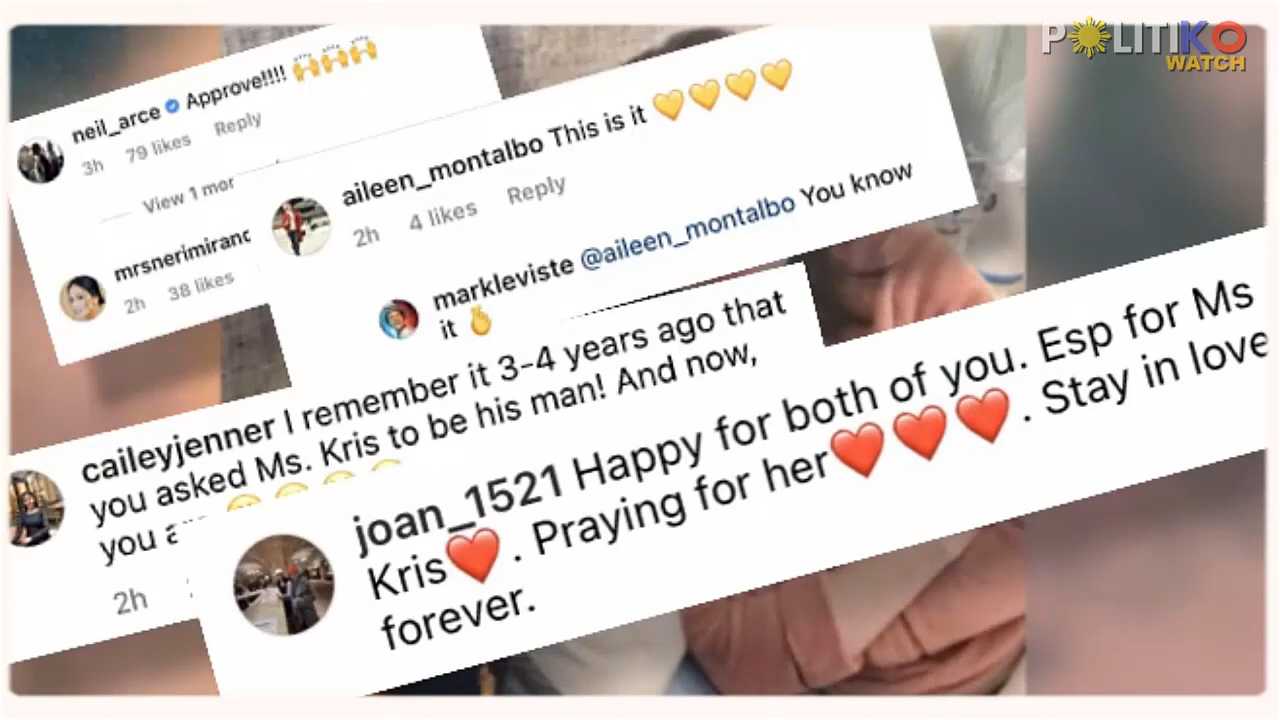 POLITIKO
WATCH
neil_arce Approve!!!! 🙌🙌🙌
3h 79 likes Reply
View 1 mor
mrsnerimiranc
2h 38 likes
aileen_montalbo This is it 💛💛💛💛
2h 4 likes Reply
markleviste @aileen_montalbo You know
it 🫰
caileyjenner I remember it 3-4 years ago that
you asked Ms. Kris to be his man! And now,
you
2h
joan_1521 Happy for both of you. Esp for Ms
Kris❤️. Praying for her❤️❤️❤️. Stay in love
forever.